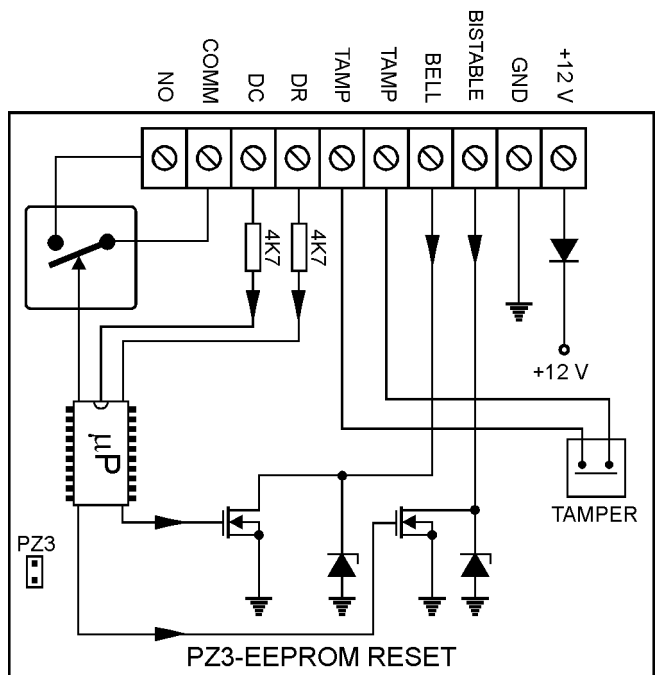 NO
COMM
DC
DR
TAMP
TAMP
BELL
BISTABLE
GND
+12 V
4K7
4K7
+12 V
µP
TAMPER
PZ3
PZ3-EEPROM RESET